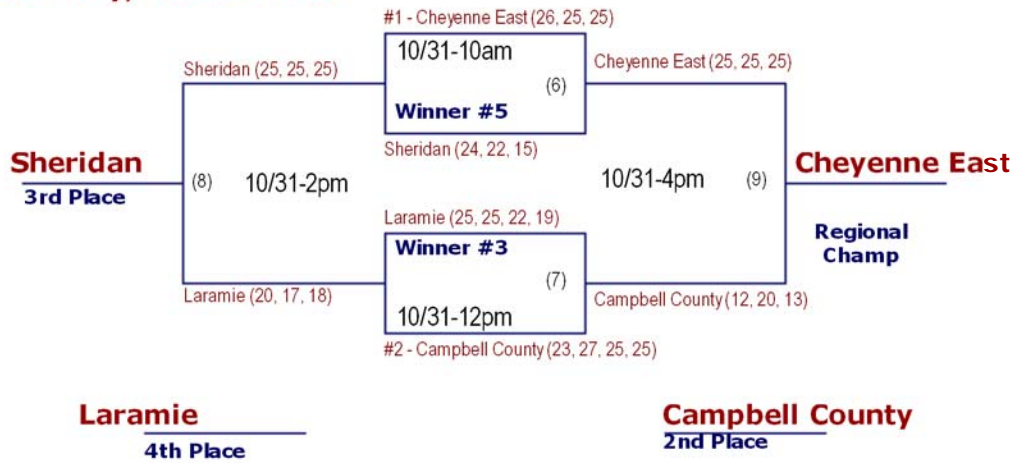 #1 - Cheyenne East (26, 25, 25)
10/31-10am
Sheridan (25, 25, 25)
Cheyenne East (25, 25, 25)
(6)
Winner #5
Sheridan (24, 22, 15)
Sheridan
3rd Place
(8)
10/31-2pm
10/31-4pm
(9)
Cheyenne East
Regional
Champ
Laramie (25, 25, 22, 19)
Winner #3
(7)
Laramie (20, 17, 18)
Campbell County (12, 20, 13)
10/31-12pm
#2 - Campbell County (23, 27, 25, 25)
Laramie
4th Place
Campbell County
2nd Place